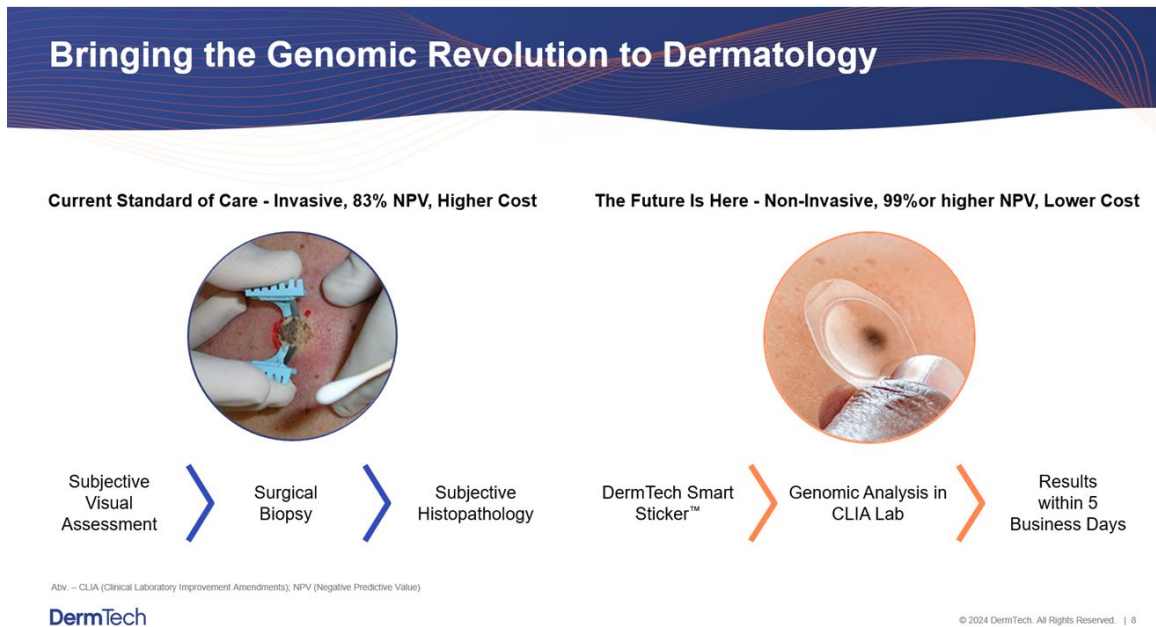 Bringing the Genomic Revolution to Dermatology
Current Standard of Care - Invasive, 83% NPV, Higher Cost
Subjective
Visual
Assessment
Surgical
Biopsy
Subjective
Histopathology
The Future Is Here - Non-Invasive, 99%or higher NPV, Lower Cost
DermTech Smart
Sticker™
Genomic Analysis in
CLIA Lab
Results
within 5
Business Days
Abv. – CLIA (Clinical Laboratory Improvement Amendments); NPV (Negative Predictive Value)
DermTech
© 2024 DermTech. All Rights Reserved. | 8